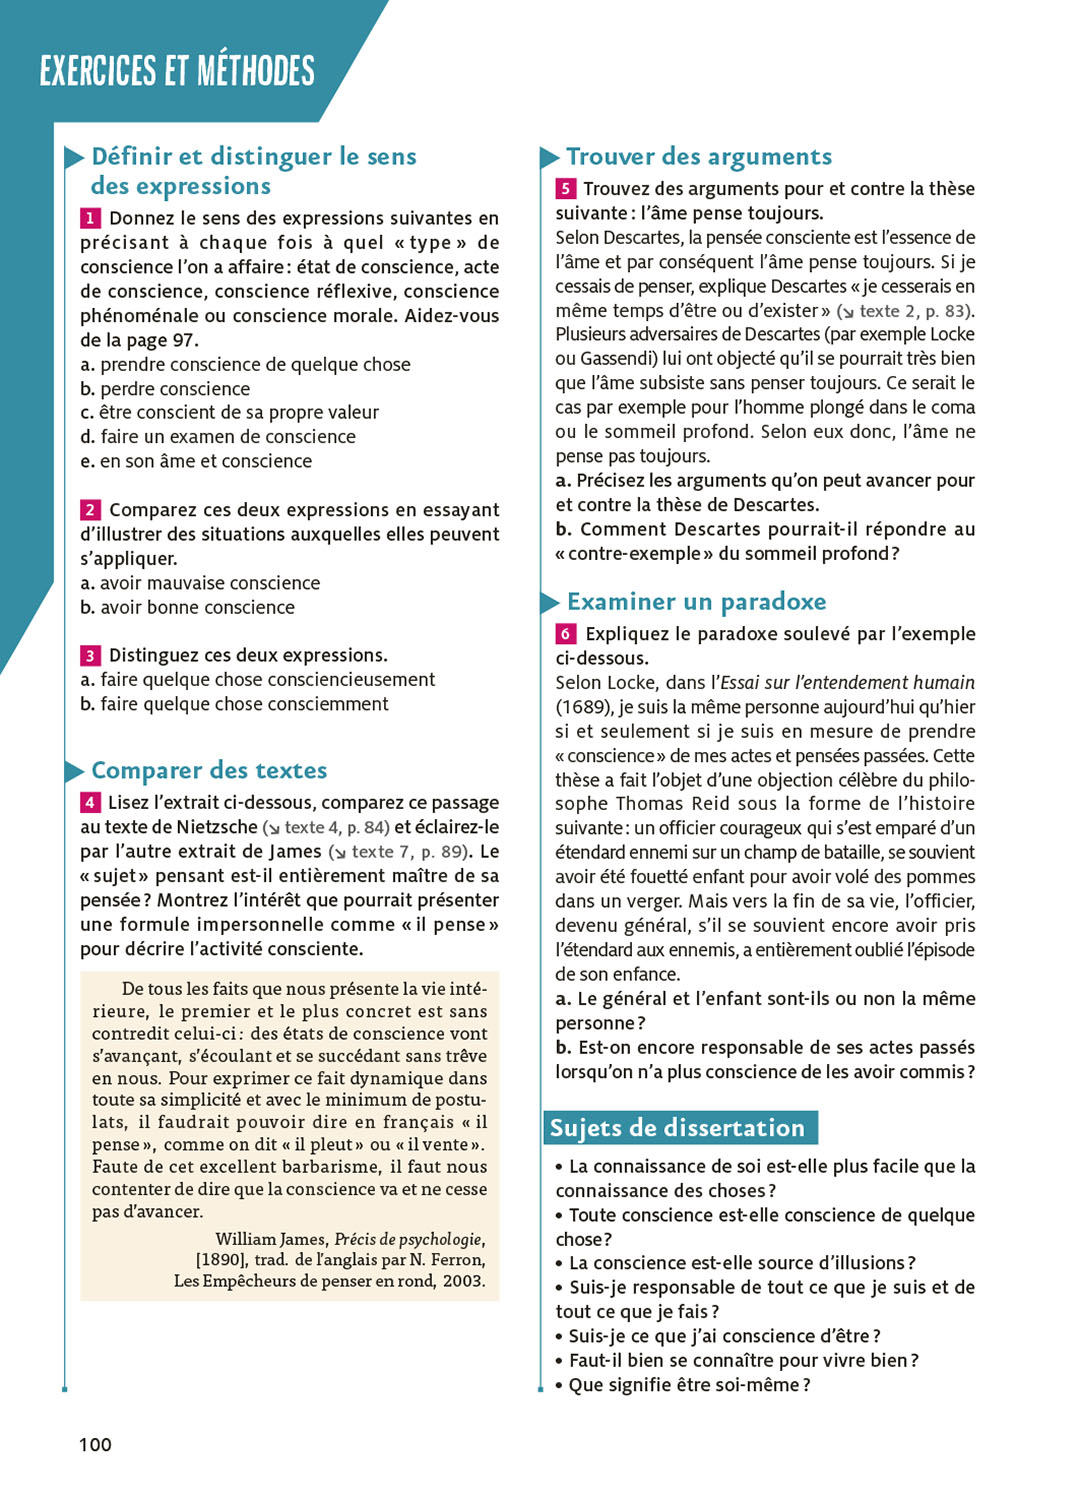 EXERCICES ET MÉTHODES
Définir et distinguer le sens
des expressions
1 Donnez le sens des expressions suivantes en
précisant à chaque fois à quel « type » de
conscience l'on a affaire : état de conscience, acte
de conscience, conscience réflexive, conscience
phénoménale ou conscience morale. Aidez-vous
de la page 97.
a. prendre conscience de quelque chose
b. perdre conscience
c. être conscient de sa propre valeur
d. faire un examen de conscience
e. en son âme et conscience
2 Comparez ces deux expressions en essayant
d'illustrer des situations auxquelles elles peuvent
s'appliquer.
a. avoir mauvaise conscience
b. avoir bonne conscience
3 Distinguez ces deux expressions.
a. faire quelque chose consciencieusement
b. faire quelque chose consciemment
Comparer des textes
4 Lisez l'extrait ci-dessous, comparez ce passage
au texte de Nietzsche (↘ texte 4, p. 84) et éclairez-le
par l'autre extrait de James (↘ texte 7, p. 89). Le
« sujet » pensant est-il entièrement maître de sa
pensée ? Montrez l'intérêt que pourrait présenter
une formule impersonnelle comme « il pense »
pour décrire l'activité consciente.
De tous les faits que nous présente la vie inté-
rieure, le premier et le plus concret est sans
contredit celui-ci : des états de conscience vont
s'avançant, s'écoulant et se succédant sans trêve
en nous. Pour exprimer ce fait dynamique dans
toute sa simplicité et avec le minimum de postu-
lats, il faudrait pouvoir dire en français « il
pense », comme on dit « il pleut » ou « il vente ».
Faute de cet excellent barbarisme, il faut nous
contenter de dire que la conscience va et ne cesse
pas d'avancer.
William James, Précis de psychologie,
[1890], trad. de l'anglais par N. Ferron,
Les Empêcheurs de penser en rond, 2003.
Trouver des arguments
5 Trouvez des arguments pour et contre la thèse
suivante : l'âme pense toujours.
Selon Descartes, la pensée consciente est l'essence de
l'âme et par conséquent l'âme pense toujours. Si je
cessais de penser, explique Descartes « je cesserais en
même temps d'être ou d'exister » (↘ texte 2, p. 83).
Plusieurs adversaires de Descartes (par exemple Locke
ou Gassendi) lui ont objecté qu'il se pourrait très bien
que l'âme subsiste sans penser toujours. Ce serait le
cas par exemple pour l'homme plongé dans le coma
ou le sommeil profond. Selon eux donc, l'âme ne
pense pas toujours.
a. Précisez les arguments qu'on peut avancer pour
et contre la thèse de Descartes.
b. Comment Descartes pourrait-il répondre au
« contre-exemple » du sommeil profond ?
Examiner un paradoxe
6 Expliquez le paradoxe soulevé par l'exemple
ci-dessous.
Selon Locke, dans l'Essai sur l'entendement humain
(1689), je suis la même personne aujourd'hui qu'hier
si et seulement si je suis en mesure de prendre
« conscience » de mes actes et pensées passées. Cette
thèse a fait l'objet d'une objection célèbre du philo-
sophe Thomas Reid sous la forme de l'histoire
suivante : un officier courageux qui s'est emparé d'un
étendard ennemi sur un champ de bataille, se souvient
avoir été fouetté enfant pour avoir volé des pommes
dans un verger. Mais vers la fin de sa vie, l'officier,
devenu général, s'il se souvient encore avoir pris
l'étendard aux ennemis, a entièrement oublié l'épisode
de son enfance.
a. Le général et l'enfant sont-ils ou non la même
personne ?
b. Est-on encore responsable de ses actes passés
lorsqu'on n'a plus conscience de les avoir commis ?
Sujets de dissertation
• La connaissance de soi est-elle plus facile que la
connaissance des choses ?
• Toute conscience est-elle conscience de quelque
chose ?
• La conscience est-elle source d'illusions ?
• Suis-je responsable de tout ce que je suis et de
tout ce que je fais ?
• Suis-je ce que j'ai conscience d'être ?
• Faut-il bien se connaître pour vivre bien ?
• Que signifie être soi-même ?
100